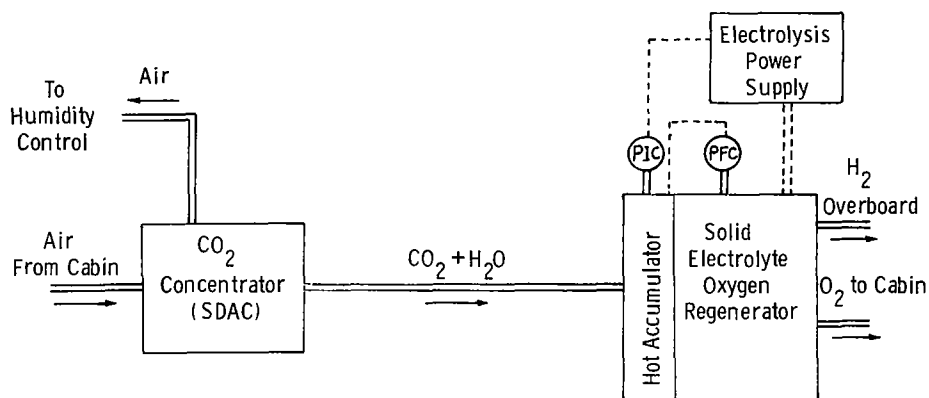 Electrolysis
Power
Supply
Air
To
Humidity
Control
PIC
PFC
H2
Overboard
Air
From Cabin
CO2
Concentrator
(SDAC)
CO2 + H2O
Hot Accumulator
Solid
Electrolyte
Oxygen
Regenerator
O2 to Cabin